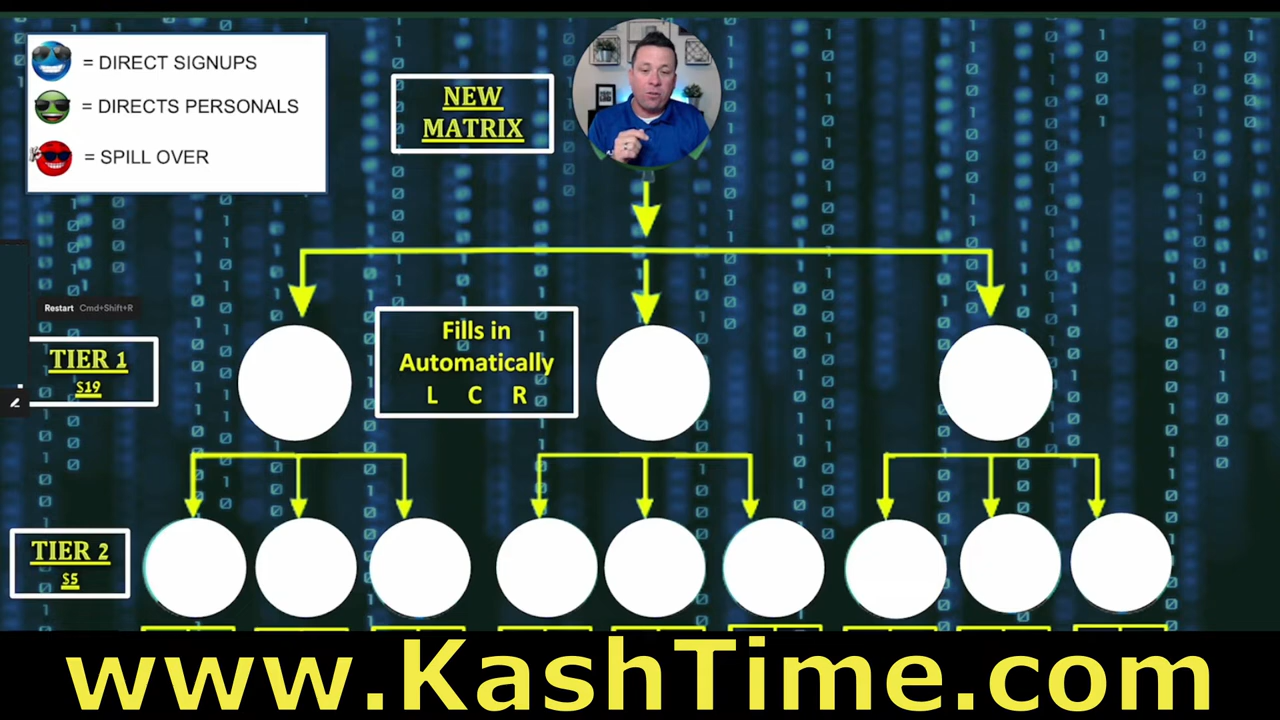 = DIRECT SIGNUPS
= DIRECTS PERSONALS
= SPILL OVER
NEW
MATRIX
Restart Cmd+Shift+R
Fills in
Automatically
L C R
TIER 1
$19
TIER 2
$5
www.KashTime.com